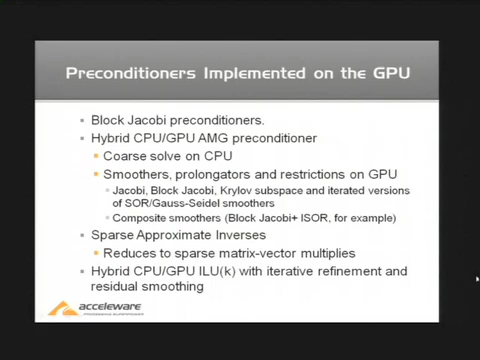 Preconditioners Implemented on the GPU
Block Jacobi preconditioners.
Hybrid CPU/GPU AMG preconditioner
Coarse solve on CPU
Smoothers, prolongators and restrictions on GPU
Jacobi, Block Jacobi, Krylov subspace and iterated versions
of SOR/Gauss-Seidel smoothers
Composite smoothers (Block Jacobi+ ISOR, for example)
Sparse Approximate Inverses
Reduces to sparse matrix-vector multiplies
Hybrid CPU/GPU ILU(k) with iterative refinement and
residual smoothing
acceleware